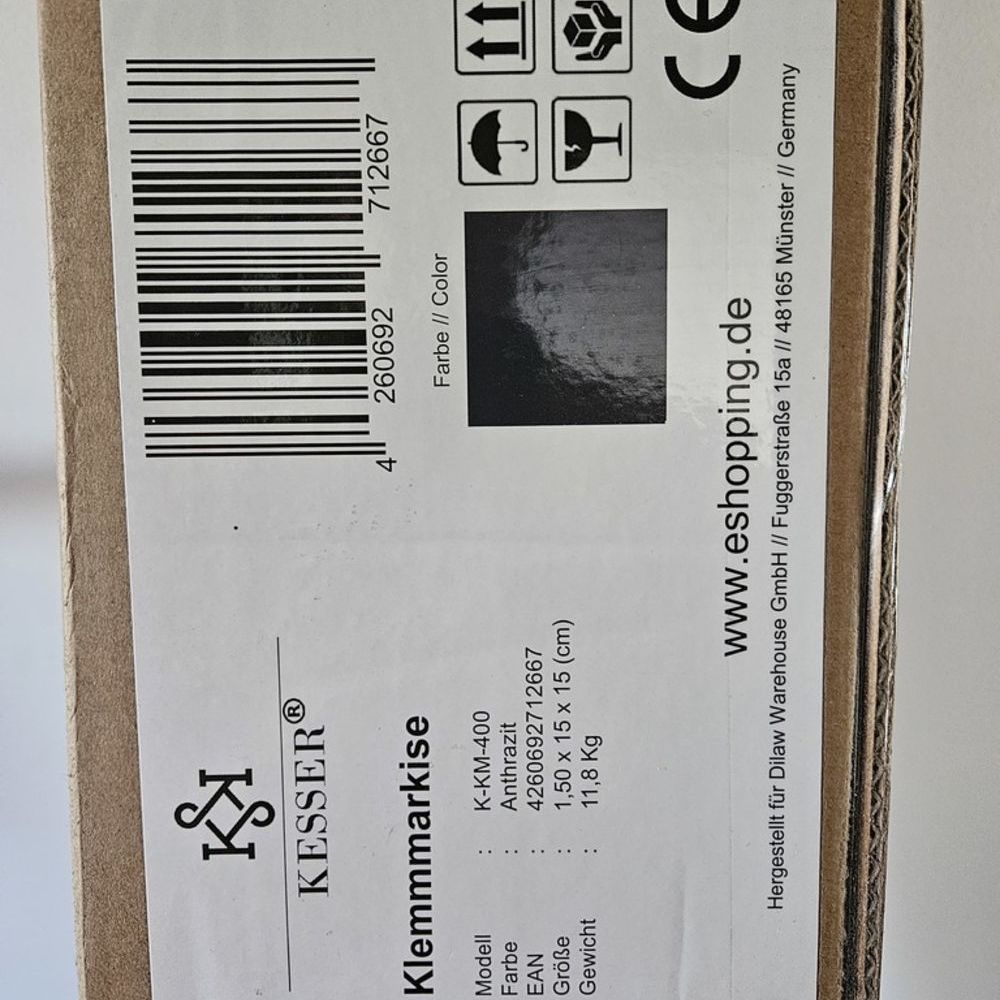 KESSER®
Klemmmarkise
Modell : K-KM-400
Farbe : Anthrazit
EAN : 4260692712667
Größe : 1,50 x 15 x 15 (cm)
Gewicht : 11,8 Kg
4 260692 712667
Farbe // Color
CE
www.eshopping.de
Hergestellt für Dilaw Warehouse GmbH // Fuggerstraße 15a // 48165 Münster // Germany